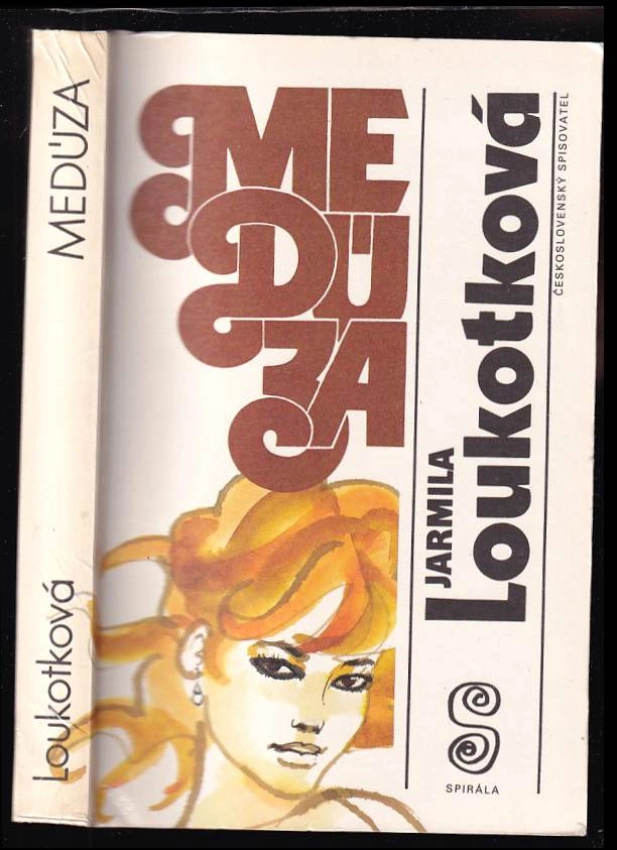 Loukotková
MEDÚZA
ME
DÚ
ZA
JARMILA
Loukotková
ČESKOSLOVENSKÝ SPISOVATEL
SPIRÁLA